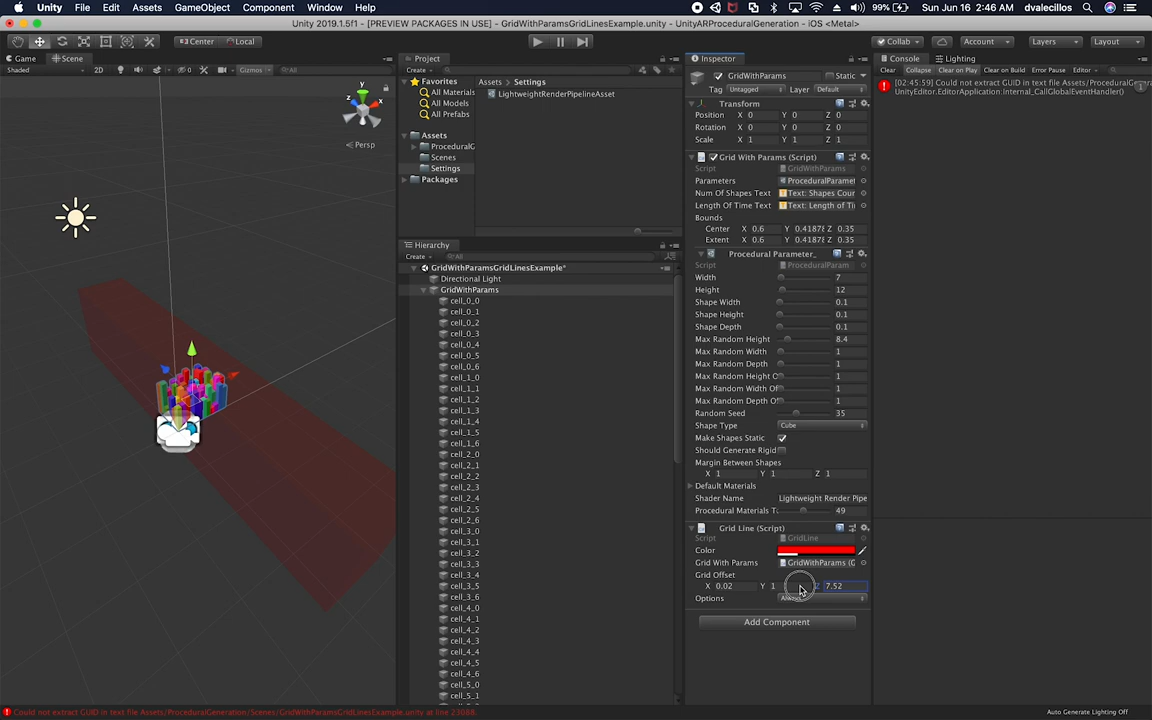 Unity File Edit Assets GameObject Component Window Help
99% Sun Jun 16 2:46 AM dvalecillos
Unity 2019.1.5f1 - [PREVIEW PACKAGES IN USE] - GridWithParamsGridLinesExample.unity - UnityARProceduralGeneration - iOS <Metal>
Center Local Collab Account Layers Layout
Game Scene
Shaded 2D 0 Gizmos All
y
z x
Persp
Project
Create
Favorites
All Materials
All Models
All Prefabs
Assets
ProceduralG
Scenes
Settings
Packages
Assets Settings
LightweightRenderPipelineAsset
Hierarchy
Create All
GridWithParamsGridLinesExample*
Directional Light
GridWithParams
cell_0_0
cell_0_1
cell_0_2
cell_0_3
cell_0_4
cell_0_5
cell_0_6
cell_1_0
cell_1_1
cell_1_2
cell_1_3
cell_1_4
cell_1_5
cell_1_6
cell_2_0
cell_2_1
cell_2_2
cell_2_3
cell_2_4
cell_2_5
cell_2_6
cell_3_0
cell_3_1
cell_3_2
cell_3_3
cell_3_4
cell_3_5
cell_3_6
cell_4_0
cell_4_1
cell_4_2
cell_4_3
cell_4_4
cell_4_5
cell_4_6
cell_5_0
cell_5_1
Inspector
GridWithParams Static
Tag Untagged Layer Default
Transform
Position X 0 Y 0 Z 0
Rotation X 0 Y 0 Z 0
Scale X 1 Y 1 Z 1
Grid With Params (Script)
Script GridWithParams
Parameters ProceduralParamet
Num Of Shapes Text Text: Shapes Cour
Length Of Time Text Text: Length of Ti
Bounds
Center X 0.6 Y 0.4187 Z 0.35
Extent X 0.6 Y 0.4187 Z 0.35
Procedural Parameter_
Script ProceduralParam
Width 7
Height 12
Shape Width 0.1
Shape Height 0.1
Shape Depth 0.1
Max Random Height 8.4
Max Random Width 1
Max Random Depth 1
Max Random Height O 1
Max Random Width Of 1
Max Random Depth Of 1
Random Seed 35
Shape Type Cube
Make Shapes Static
Should Generate Rigid
Margin Between Shapes
X 1 Y 1 Z 1
Default Materials
Shader Name Lightweight Render Pipe
Procedural Materials To 49
Grid Line (Script)
Script GridLine
Color
Grid With Params GridWithParams (G
Grid Offset
X 0.02 Y 1 Z 7.52
Options
Add Component
Console Lighting
Clear Collapse Clear on Play Clear on Build Error Pause Editor
[02:45:59] Could not extract GUID in text file Assets/ProceduralGenera
UnityEditor.EditorApplication:Internal_CallGlobalEventHandler()
1
Could not extract GUID in text file Assets/ProceduralGeneration/Scenes/GridWithParamsGridLinesExample.unity at line 23088.
Auto Generate Lighting Off